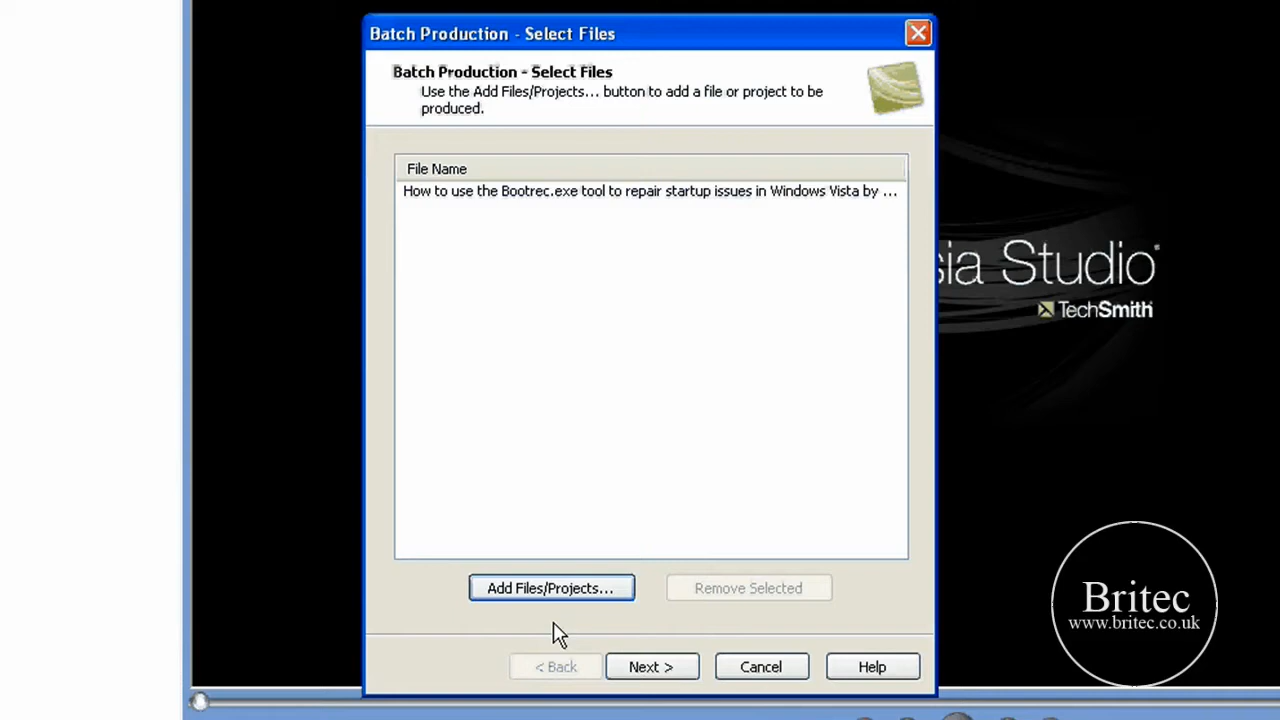 Batch Production - Select Files
Batch Production - Select Files
Use the Add Files/Projects... button to add a file or project to be
produced.
File Name
How to use the Bootrec.exe tool to repair startup issues in Windows Vista by ...
sia Studio
TechSmith
Add Files/Projects...
Remove Selected
< Back
Next >
Cancel
Help
Britec
www.britec.co.uk